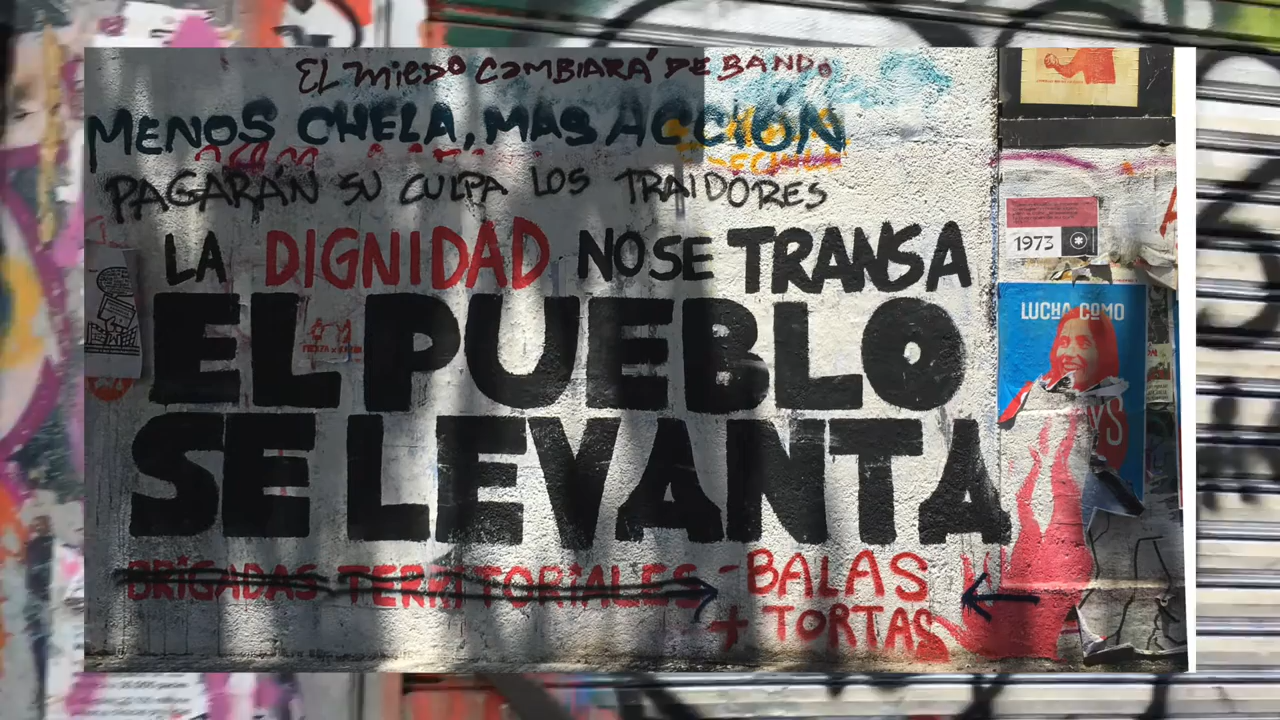 EL MIEDO CAMBIARÁ DE BANDO
MENOS CHELA, MAS ACCIÓN
PAGARÁN SU CULPA LOS TRAIDORES
LA DIGNIDAD NO SE TRANSA
EL PUEBLO
SE LEVANTA
BRIGADAS TERRITORIALES
- BALAS
+ TORTAS
1973
LUCHA COMO